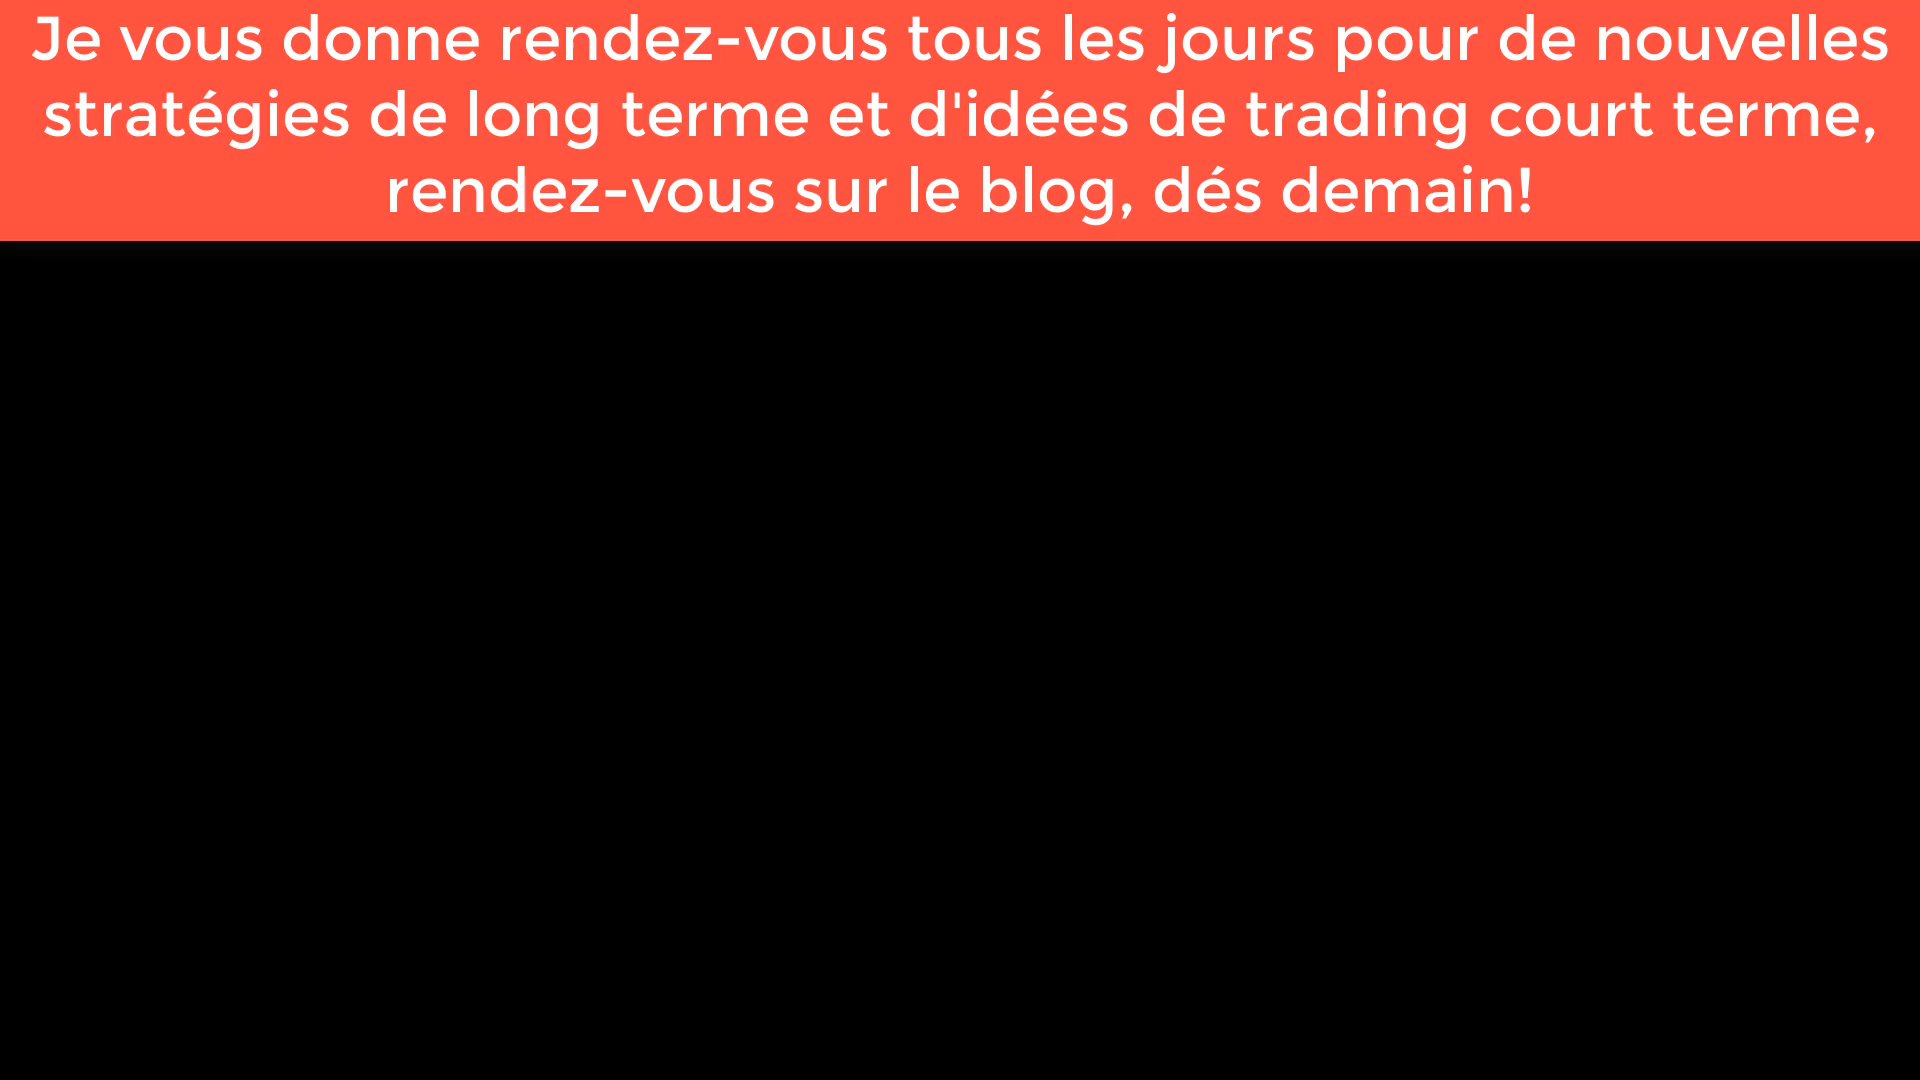 Je vous donne rendez-vous tous les jours pour de nouvelles
stratégies de long terme et d'idées de trading court terme,
rendez-vous sur le blog, dés demain!